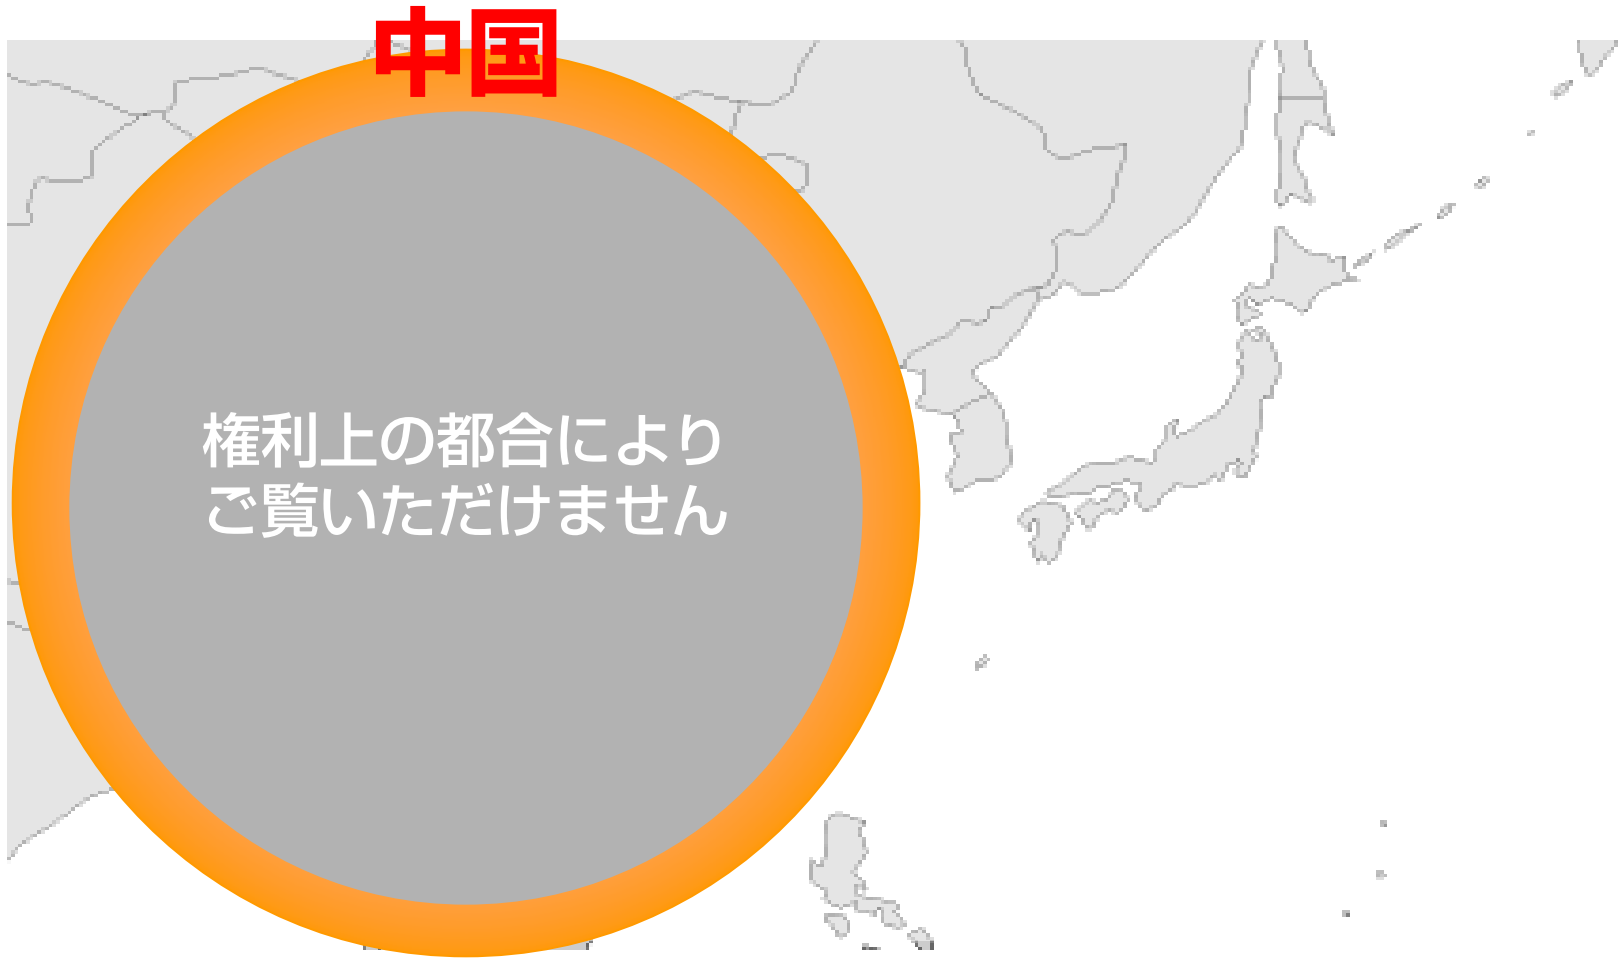 中国
権利上の都合により
ご覧いただけません